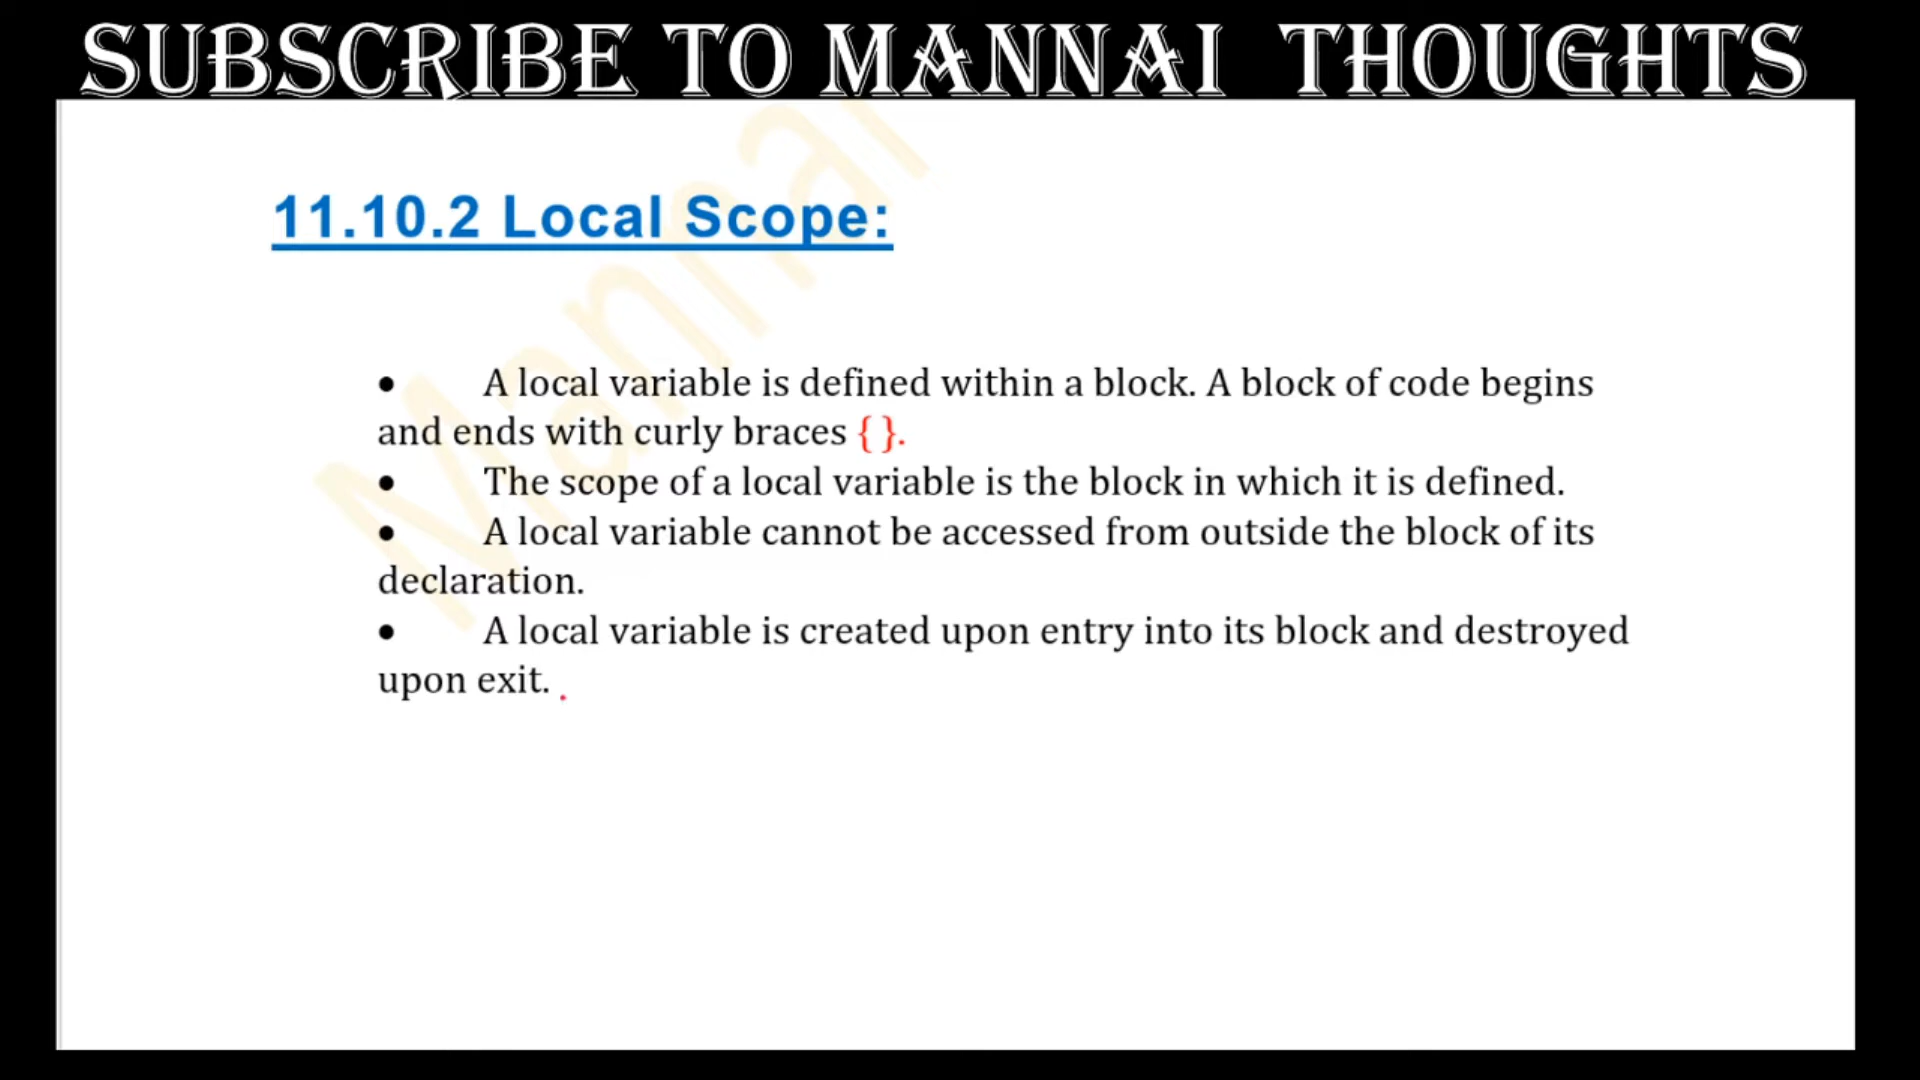 SUBSCRIBE TO MANNAI THOUGHTS
11.10.2 Local Scope:
• A local variable is defined within a block. A block of code begins
and ends with curly braces { }.
• The scope of a local variable is the block in which it is defined.
• A local variable cannot be accessed from outside the block of its
declaration.
• A local variable is created upon entry into its block and destroyed
upon exit. .
Mannai